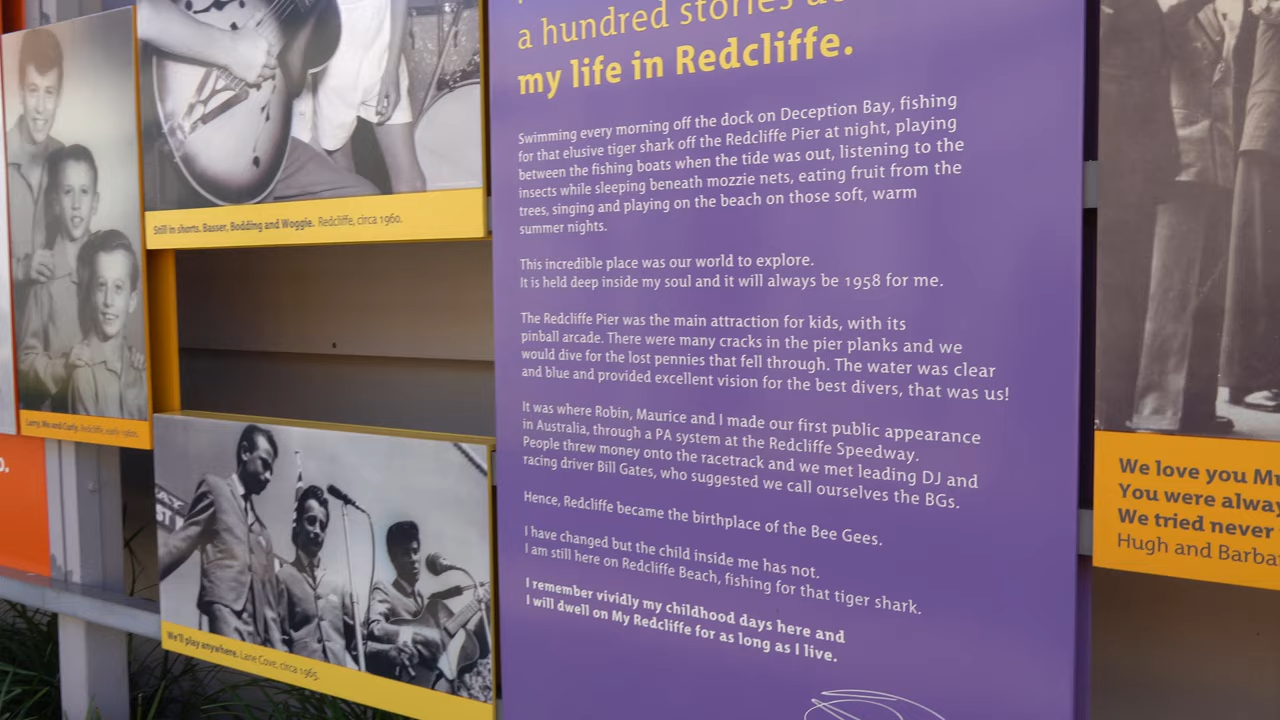 a hundred stories
my life in Redcliffe.
Swimming every morning off the dock on Deception Bay, fishing
for that elusive tiger shark off the Redcliffe Pier at night, playing
between the fishing boats when the tide was out, listening to the
insects while sleeping beneath mozzie nets, eating fruit from the
trees, singing and playing on the beach on those soft, warm
summer nights.
This incredible place was our world to explore.
It is held deep inside my soul and it will always be 1958 for me.
The Redcliffe Pier was the main attraction for kids, with its
pinball arcade. There were many cracks in the pier planks and we
would dive for the lost pennies that fell through. The water was clear
and blue and provided excellent vision for the best divers, that was us!
It was where Robin, Maurice and I made our first public appearance
in Australia, through a PA system at the Redcliffe Speedway.
People threw money onto the racetrack and we met leading DJ and
racing driver Bill Gates, who suggested we call ourselves the BGs.
Hence, Redcliffe became the birthplace of the Bee Gees.
I have changed but the child inside me has not.
I am still here on Redcliffe Beach, fishing for that tiger shark.
I remember vividly my childhood days here and
I will dwell on My Redcliffe for as long as I live.
Still in shorts. Basser, Bodding and Woggie. Redcliffe, circa 1960.
Larry, Mo and Curly. Redcliffe, early 1960s.
We'll play anywhere. Lane Cove, circa 1965.
We love you Mu
You were alway
We tried never
Hugh and Barba